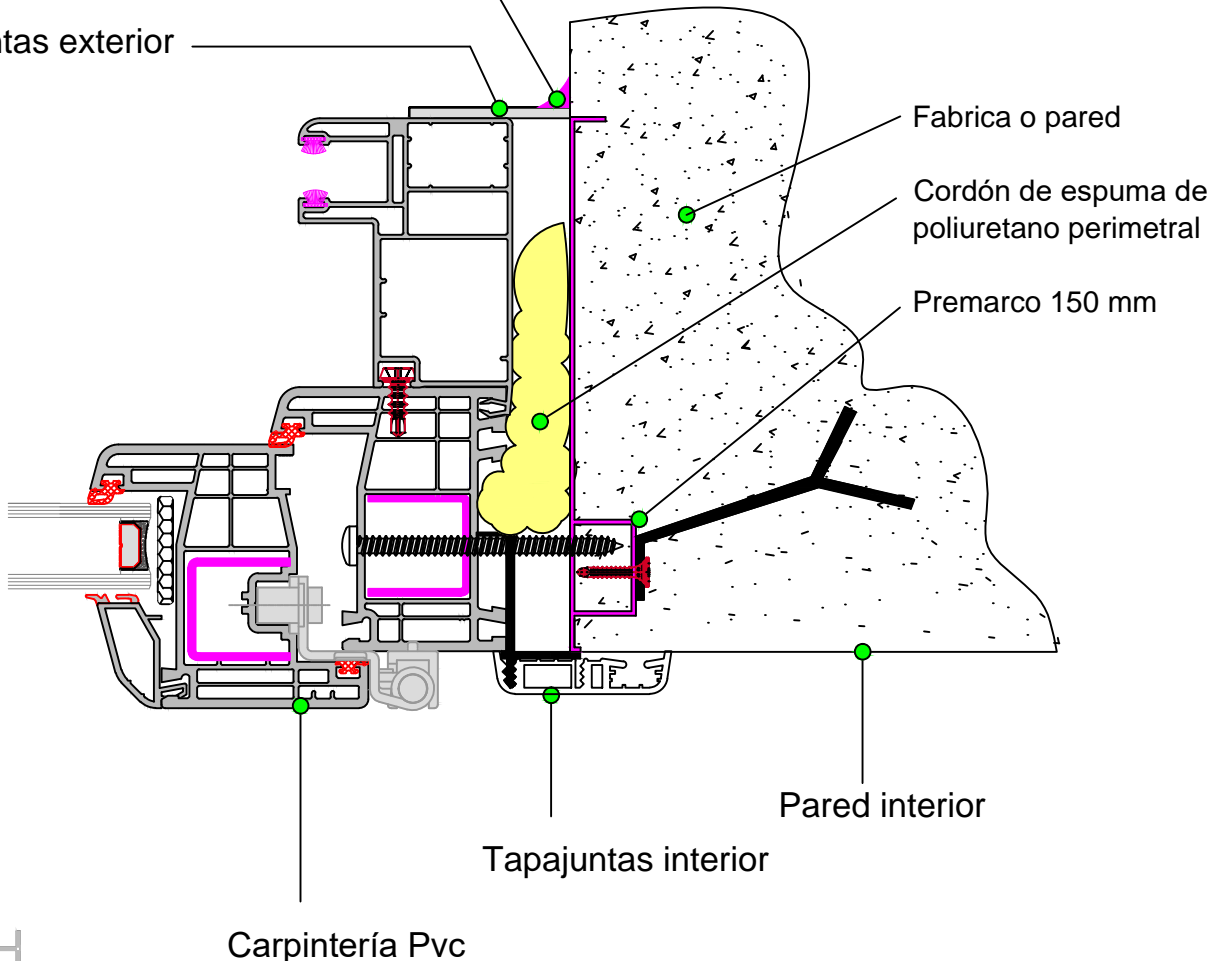 ntas exterior
Fabrica o pared
Cordón de espuma de
poliuretano perimetral
Premarco 150 mm
Pared interior
Tapajuntas interior
Carpintería Pvc